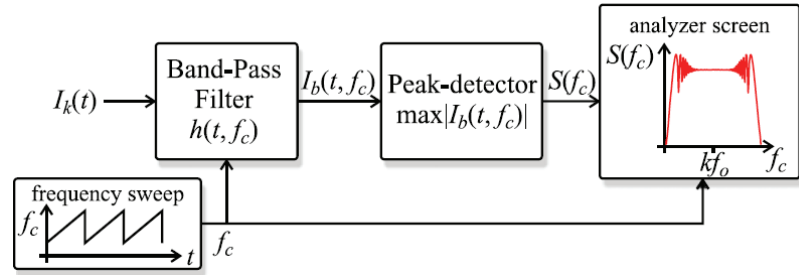 analyzer screen
S(f_c)
kf_o
f_c
Band-Pass
Filter
h(t, f_c)
I_k(t)
I_b(t, f_c)
Peak-detector
max|I_b(t, f_c)|
S(f_c)
frequency sweep
f_c
t
f_c